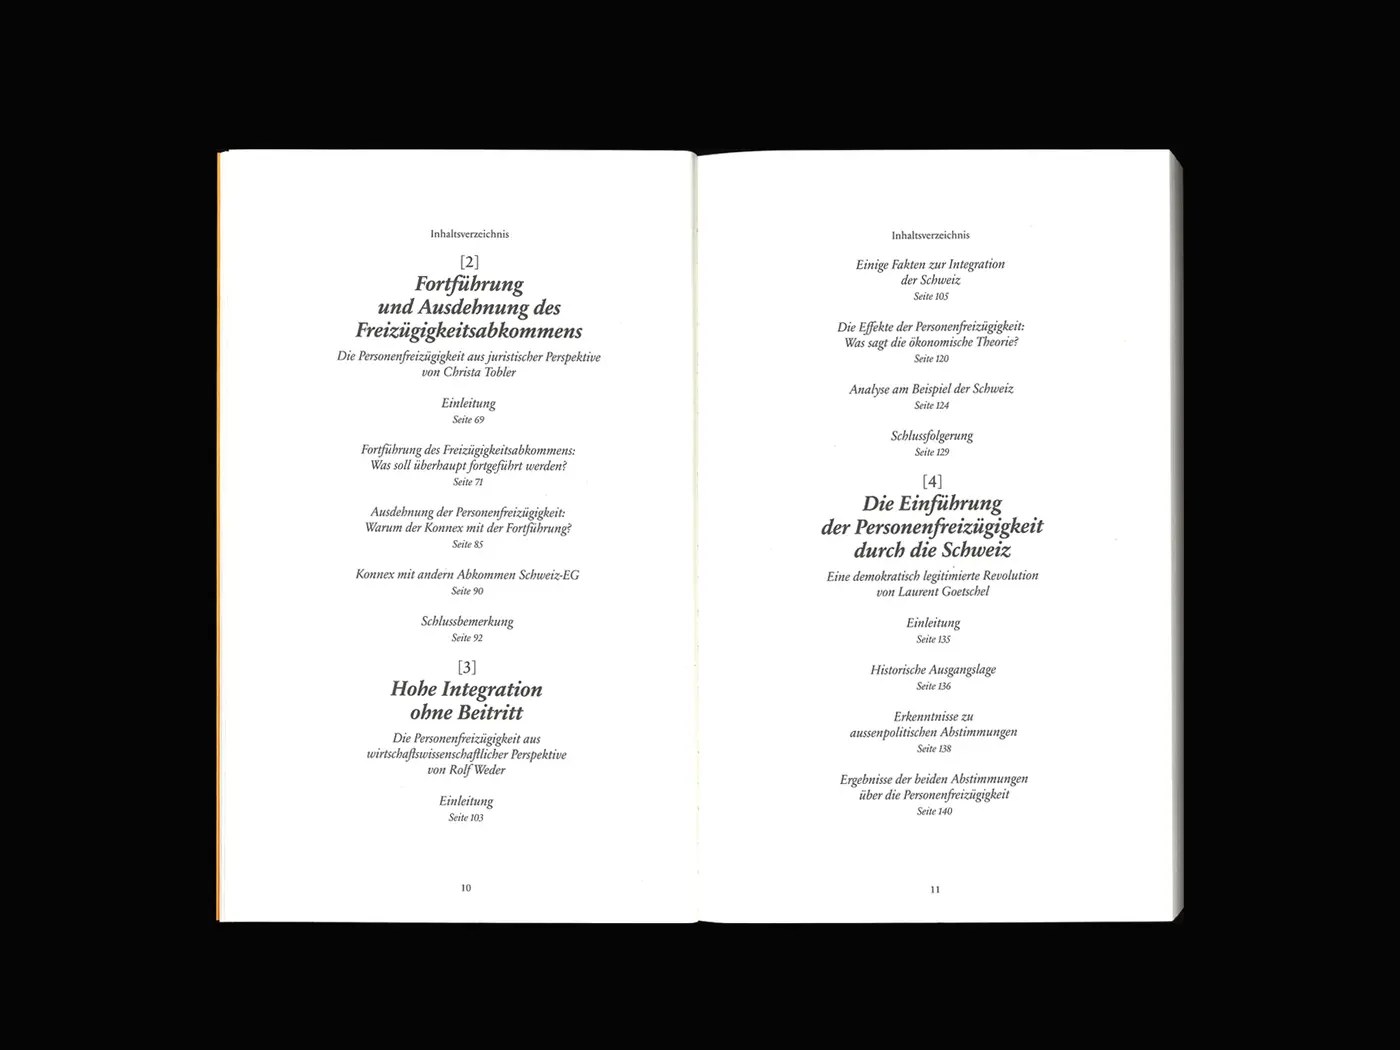 Inhaltsverzeichnis
[2]
Fortführung
und Ausdehnung des
Freizügigkeitsabkommens
Die Personenfreizügigkeit aus juristischer Perspektive
von Christa Tobler
Einleitung
Seite 69
Fortführung des Freizügigkeitsabkommens:
Was soll überhaupt fortgeführt werden?
Seite 71
Ausdehnung der Personenfreizügigkeit:
Warum der Konnex mit der Fortführung?
Seite 85
Konnex mit andern Abkommen Schweiz-EG
Seite 90
Schlussbemerkung
Seite 92
[3]
Hohe Integration
ohne Beitritt
Die Personenfreizügigkeit aus
wirtschaftswissenschaftlicher Perspektive
von Rolf Weder
Einleitung
Seite 103
10
Inhaltsverzeichnis
Einige Fakten zur Integration
der Schweiz
Seite 105
Die Effekte der Personenfreizügigkeit:
Was sagt die ökonomische Theorie?
Seite 120
Analyse am Beispiel der Schweiz
Seite 124
Schlussfolgerung
Seite 129
[4]
Die Einführung
der Personenfreizügigkeit
durch die Schweiz
Eine demokratisch legitimierte Revolution
von Laurent Goetschel
Einleitung
Seite 135
Historische Ausgangslage
Seite 136
Erkenntnisse zu
aussenpolitischen Abstimmungen
Seite 138
Ergebnisse der beiden Abstimmungen
über die Personenfreizügigkeit
Seite 140
11